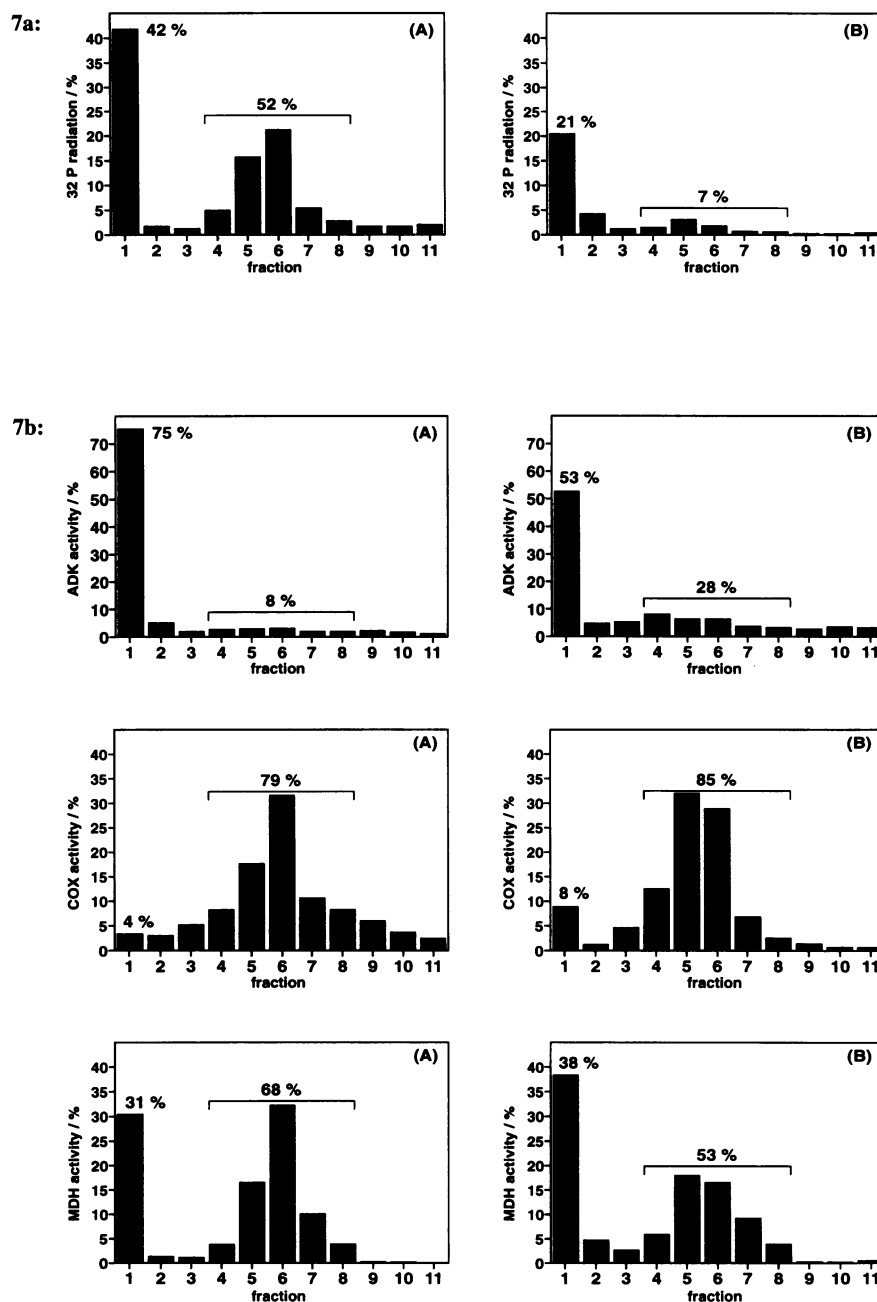 7a:
(A)
42 %
52 %
32 P radiation / %
40
35
30
25
20
15
10
5
0
1 2 3 4 5 6 7 8 9 10 11
fraction
(B)
21 %
7 %
32 P radiation / %
40
35
30
25
20
15
10
5
0
1 2 3 4 5 6 7 8 9 10 11
fraction
7b:
(A)
75 %
8 %
ADK activity / %
70
60
50
40
30
20
10
0
1 2 3 4 5 6 7 8 9 10 11
fraction
(B)
53 %
28 %
ADK activity / %
70
60
50
40
30
20
10
0
1 2 3 4 5 6 7 8 9 10 11
fraction
(A)
79 %
4 %
COX activity / %
40
35
30
25
20
15
10
5
0
1 2 3 4 5 6 7 8 9 10 11
fraction
(B)
85 %
8 %
COX activity / %
40
35
30
25
20
15
10
5
0
1 2 3 4 5 6 7 8 9 10 11
fraction
(A)
31 %
68 %
MDH activity / %
40
35
30
25
20
15
10
5
0
1 2 3 4 5 6 7 8 9 10 11
fraction
(B)
38 %
53 %
MDH activity / %
40
35
30
25
20
15
10
5
0
1 2 3 4 5 6 7 8 9 10 11
fraction